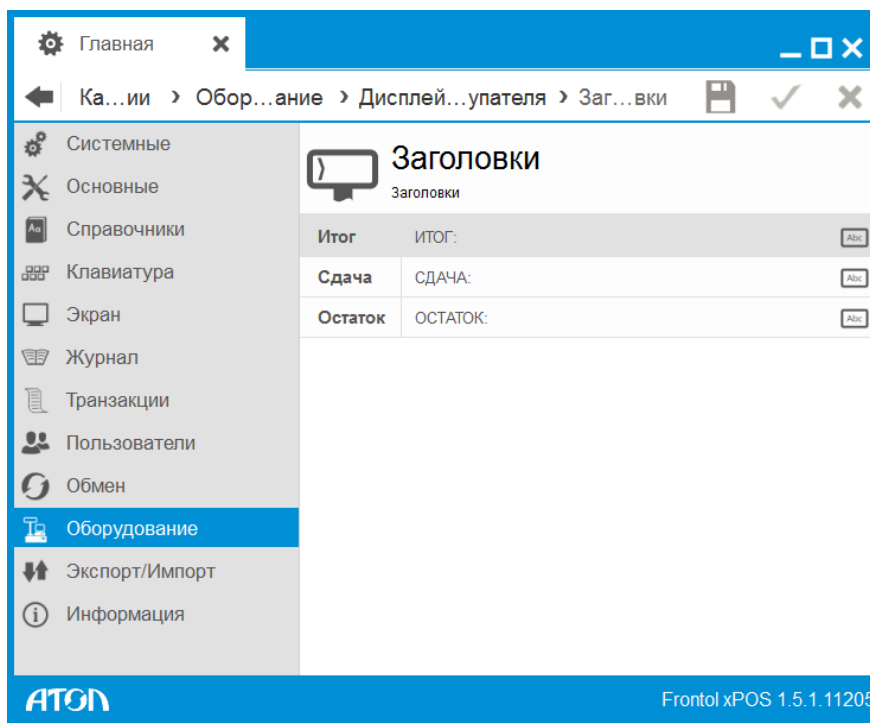 Главная
Ка...ии › Обор...ание › Дисплей...упателя › Заг...вки
Системные
Основные
Справочники
Клавиатура
Экран
Журнал
Транзакции
Пользователи
Обмен
Оборудование
Экспорт/Импорт
Информация
Заголовки
Заголовки
Итог ИТОГ: Abc
Сдача СДАЧА: Abc
Остаток ОСТАТОК: Abc
АТОЛ Frontol xPOS 1.5.1.11205